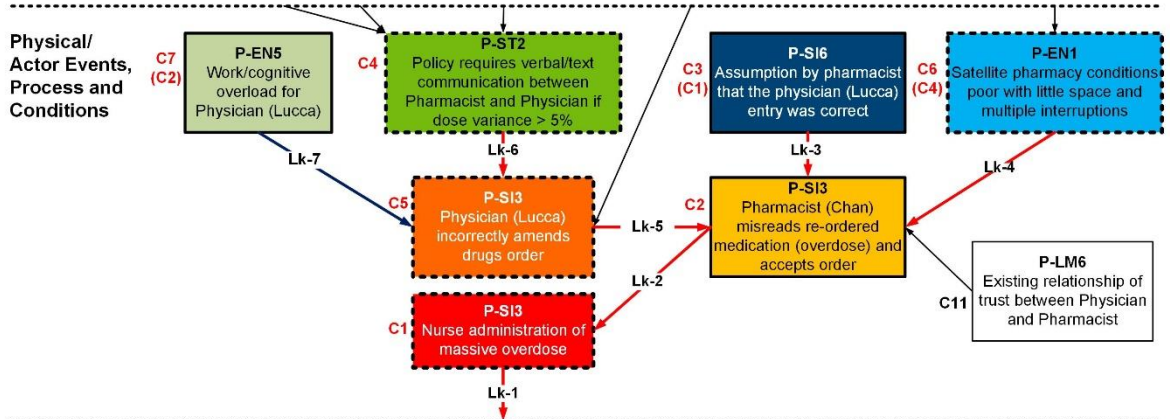 Physical/
Actor Events,
Process and
Conditions
C7
(C2)
P-EN5
Work/cognitive
overload for
Physician (Lucca)
C4
P-ST2
Policy requires verbal/text
communication between
Pharmacist and Physician if
dose variance > 5%
C3
(C1)
P-SI6
Assumption by pharmacist
that the physician (Lucca)
entry was correct
C6
(C4)
P-EN1
Satellite pharmacy conditions
poor with little space and
multiple interruptions
Lk-7
Lk-6
Lk-3
Lk-4
C5
P-SI3
Physician (Lucca)
incorrectly amends
drugs order
Lk-5
C2
P-SI3
Pharmacist (Chan)
misreads re-ordered
medication (overdose) and
accepts order
Lk-2
C11
P-LM6
Existing relationship of
trust between Physician
and Pharmacist
C1
P-SI3
Nurse administration of
massive overdose
Lk-1